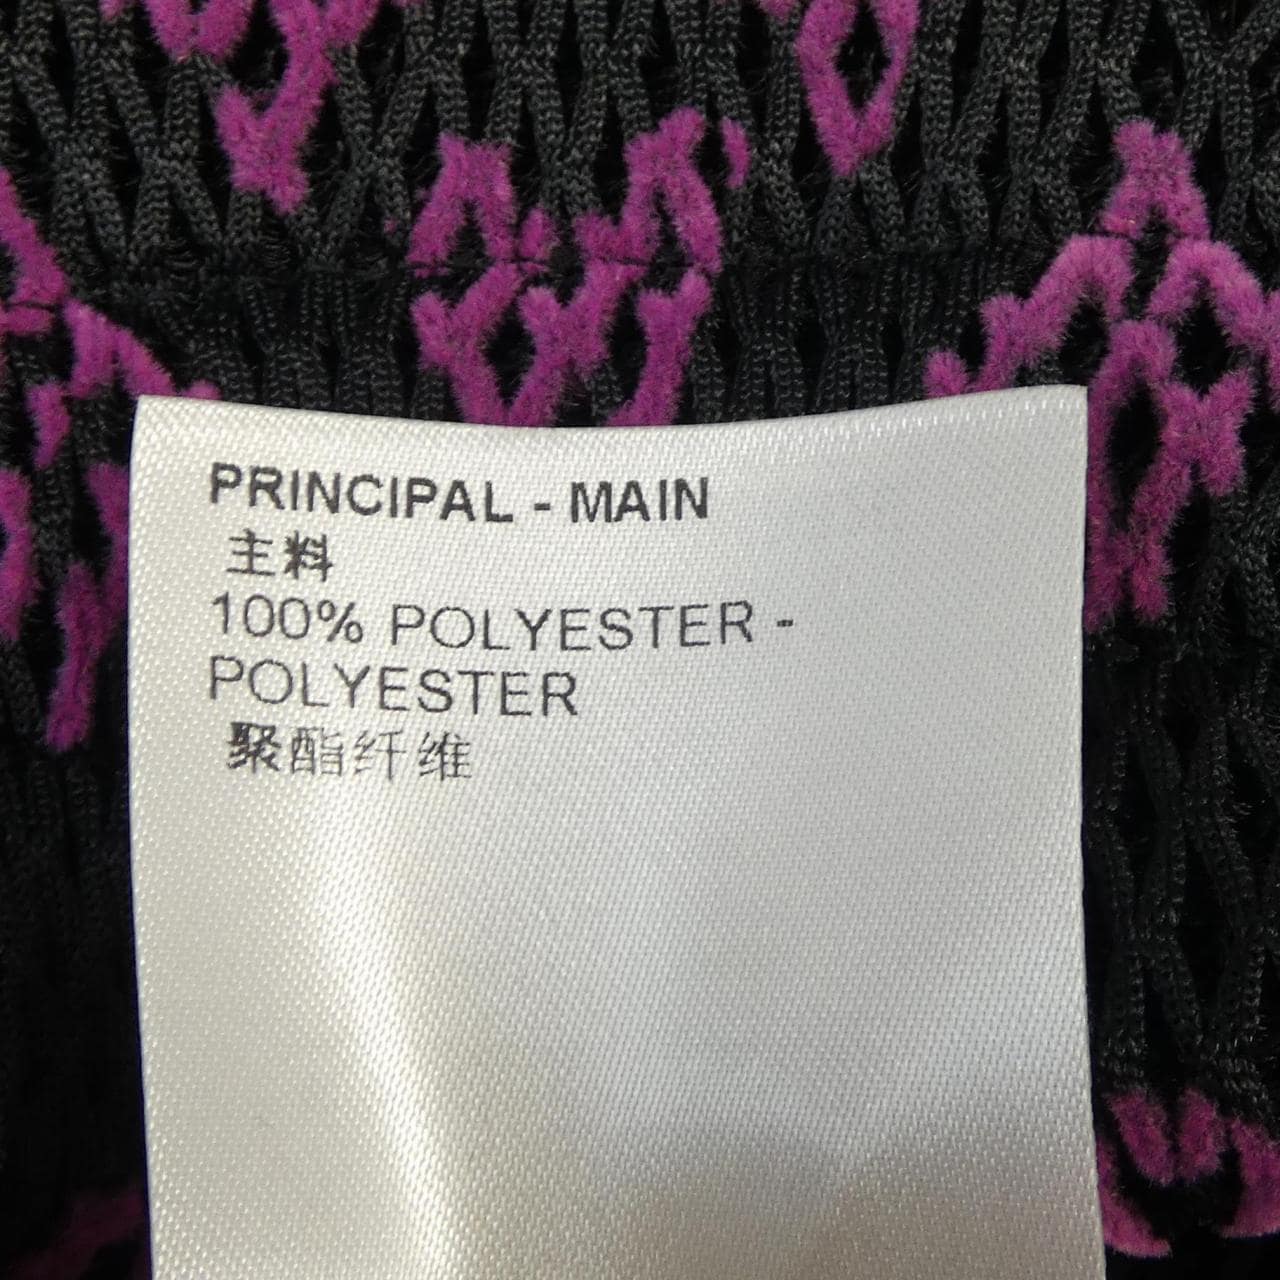 PRINCIPAL - MAIN
主料
100% POLYESTER -
POLYESTER
聚酯纤维